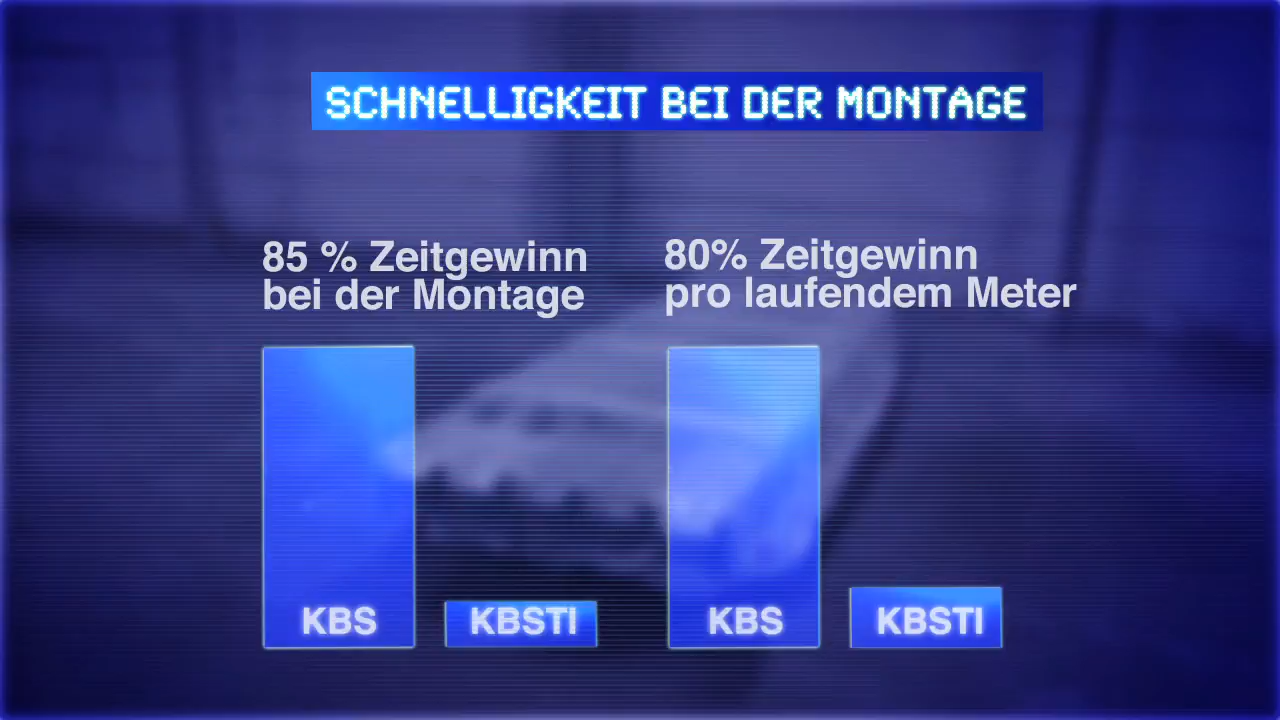 SCHNELLIGKEIT BEI DER MONTAGE
85 % Zeitgewinn
bei der Montage
80% Zeitgewinn
pro laufendem Meter
KBS
KBSTI
KBS
KBSTI